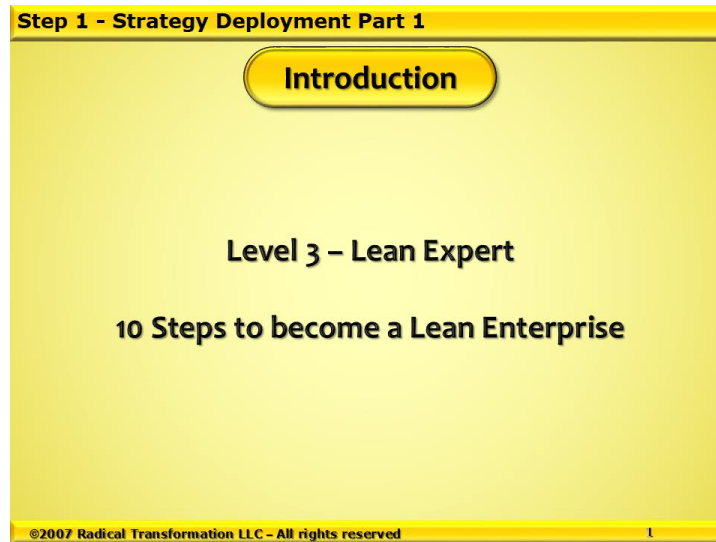 Step 1 - Strategy Deployment Part 1
Introduction
Level 3 – Lean Expert
10 Steps to become a Lean Enterprise
©2007 Radical Transformation LLC – All rights reserved
1